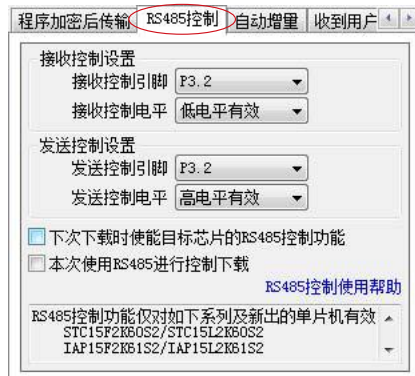 程序加密后传输 RS485控制 自动增量 收到用户
接收控制设置
接收控制引脚 P3.2
接收控制电平 低电平有效
发送控制设置
发送控制引脚 P3.2
发送控制电平 高电平有效
下次下载时使能目标芯片的RS485控制功能
本次使用RS485进行控制下载
RS485控制使用帮助
RS485控制功能仅对如下系列及新出的单片机有效
STC15F2K60S2/STC15L2K60S2
IAP15F2K61S2/IAP15L2K61S2